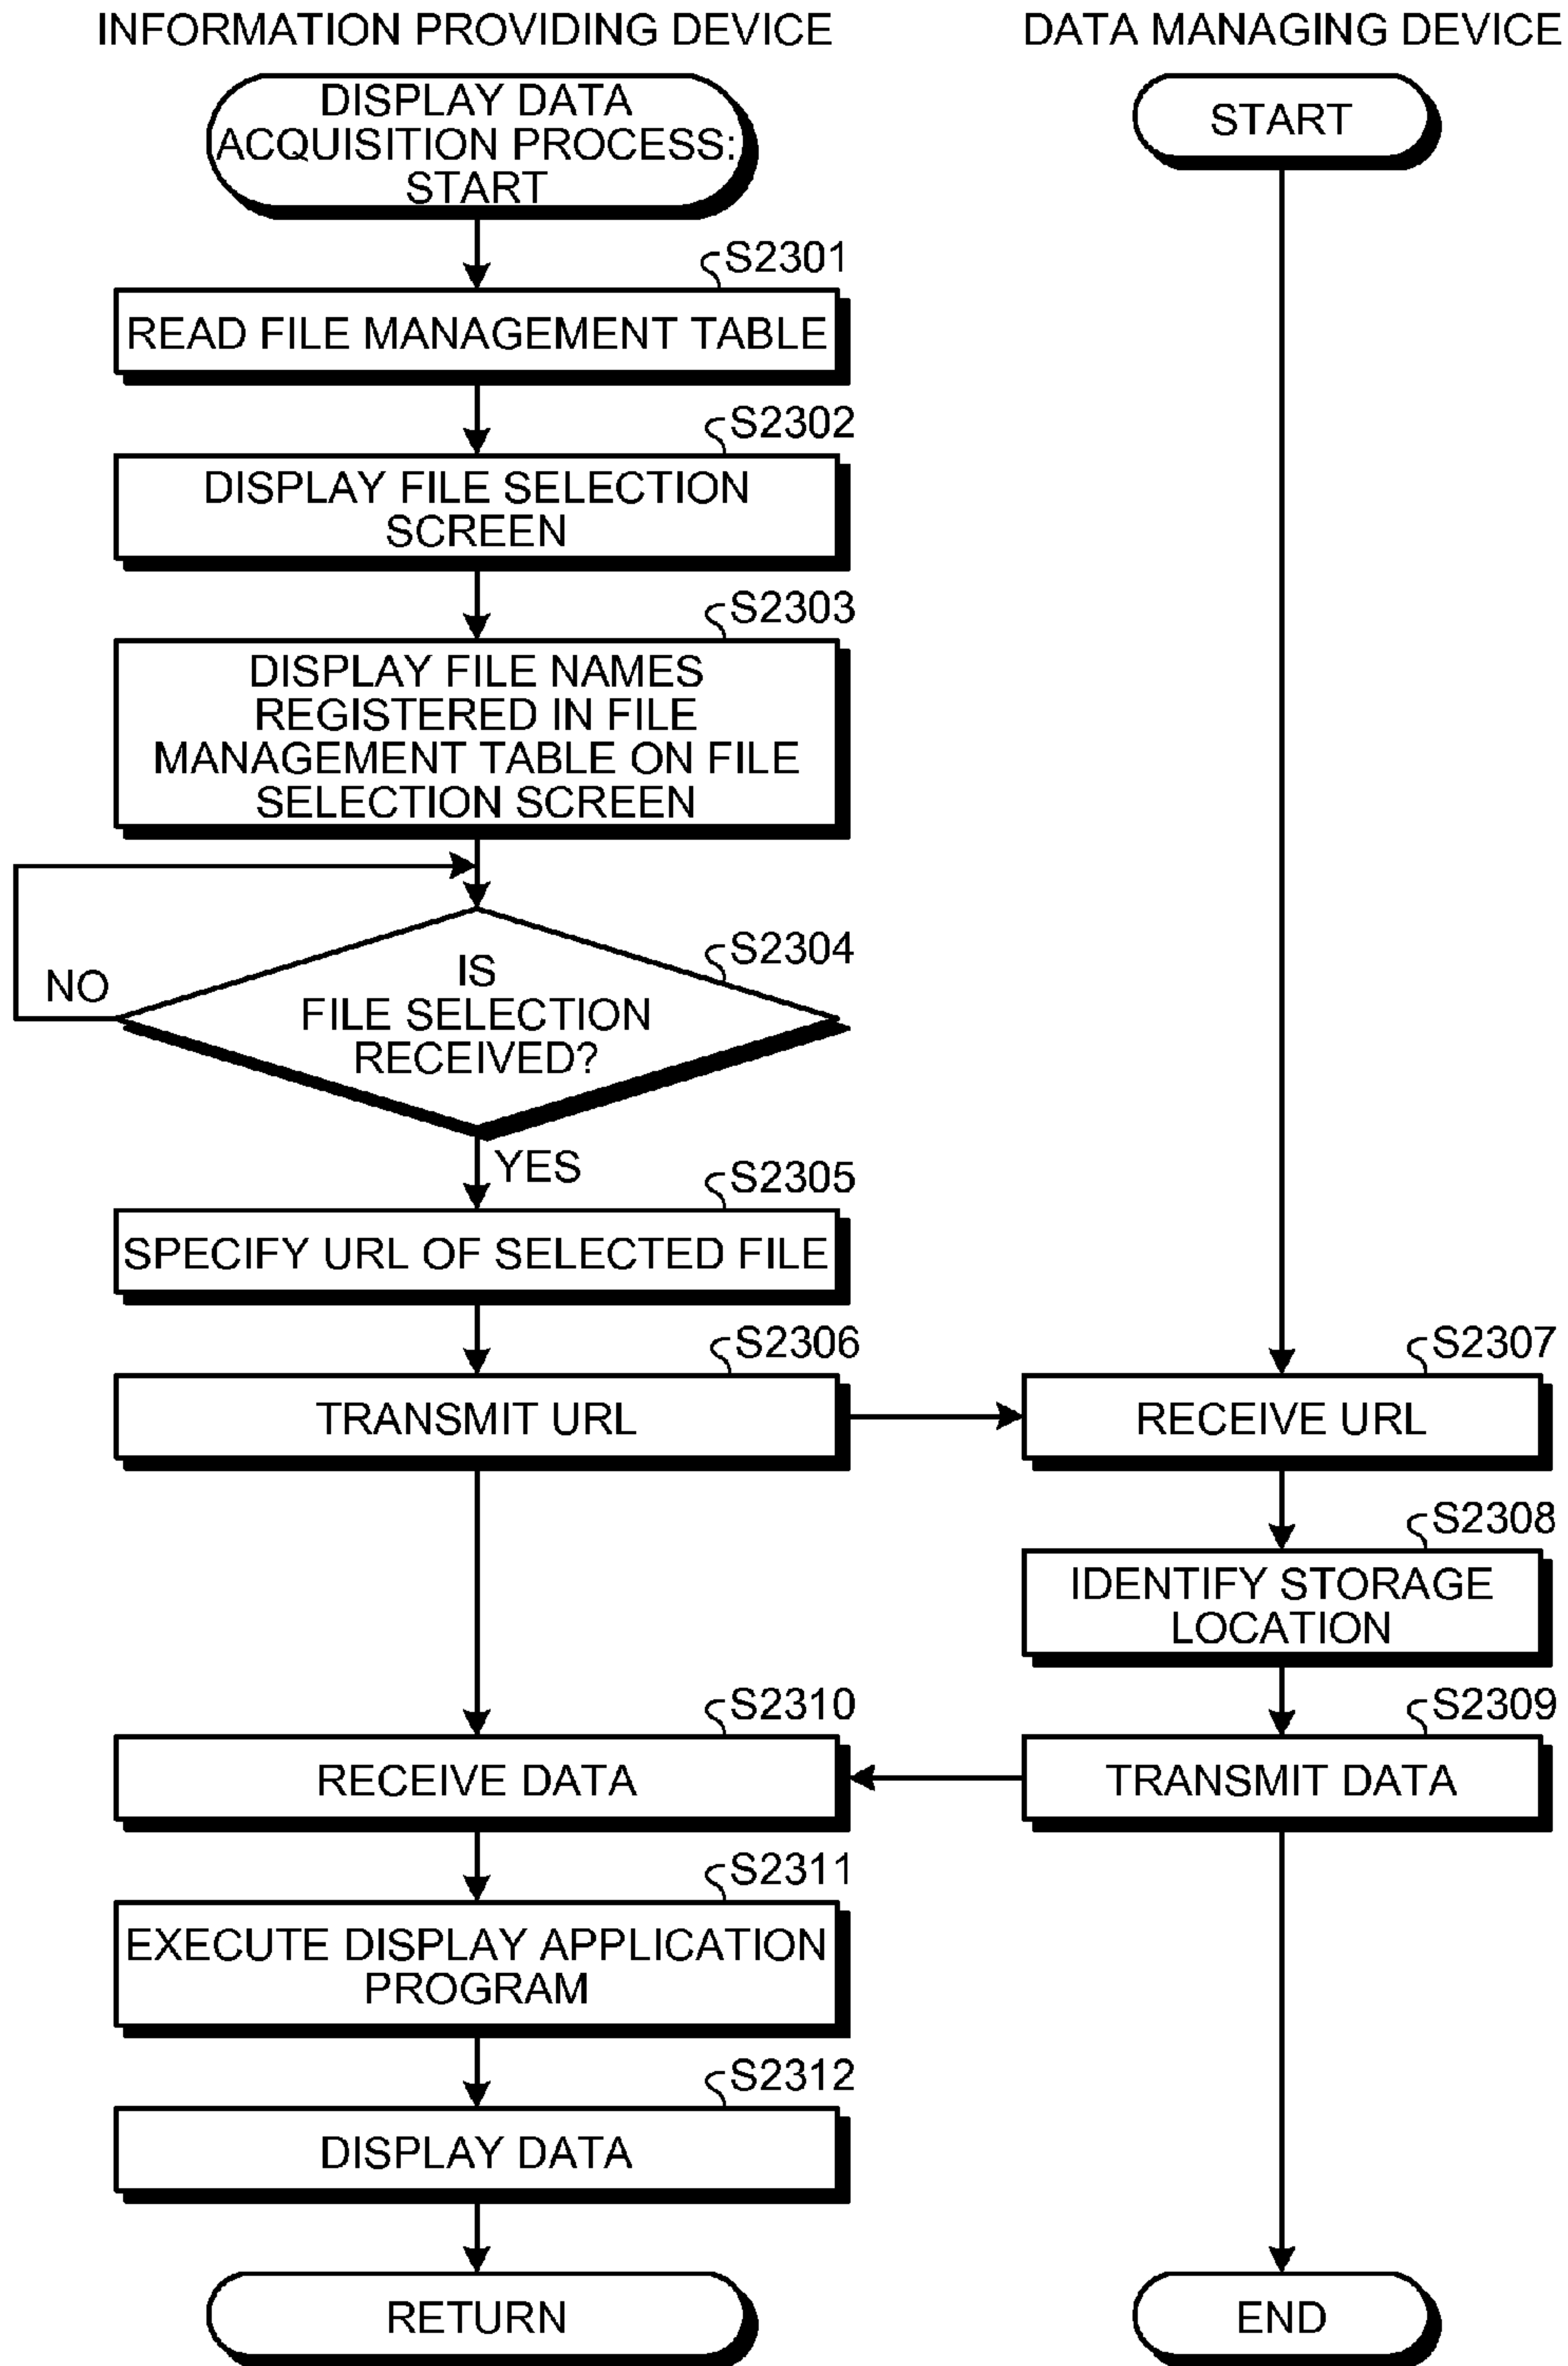 INFORMATION PROVIDING DEVICE
DATA MANAGING DEVICE
DISPLAY DATA
ACQUISITION PROCESS:
START
START
S2301
READ FILE MANAGEMENT TABLE
S2302
DISPLAY FILE SELECTION
SCREEN
S2303
DISPLAY FILE NAMES
REGISTERED IN FILE
MANAGEMENT TABLE ON FILE
SELECTION SCREEN
S2304
NO
IS
FILE SELECTION
RECEIVED?
YES
S2305
SPECIFY URL OF SELECTED FILE
S2306
TRANSMIT URL
S2307
RECEIVE URL
S2308
IDENTIFY STORAGE
LOCATION
S2310
RECEIVE DATA
S2309
TRANSMIT DATA
S2311
EXECUTE DISPLAY APPLICATION
PROGRAM
S2312
DISPLAY DATA
RETURN
END